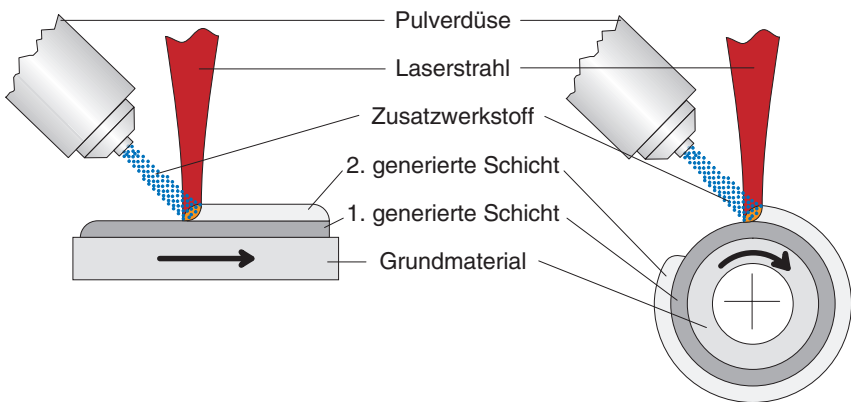 Pulverdüse
Laserstrahl
Zusatzwerkstoff
2. generierte Schicht
1. generierte Schicht
Grundmaterial